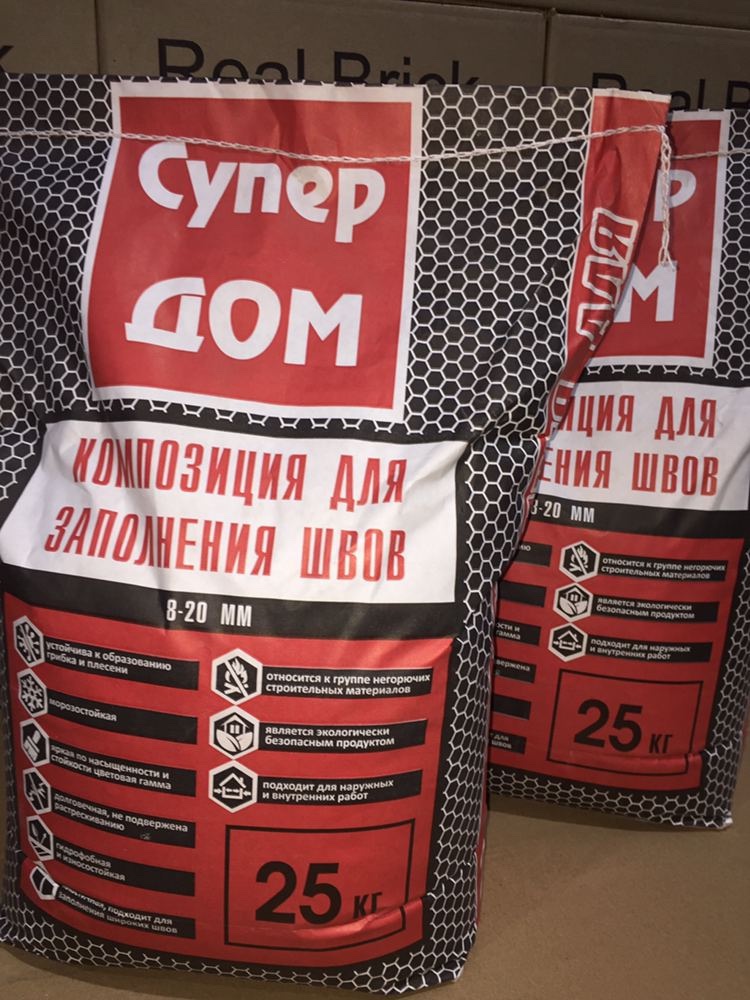 Real Brick
Real B
Супер
ДОМ
КОМПОЗИЦИЯ ДЛЯ
ЗАПОЛНЕНИЯ ШВОВ
8-20 ММ
устойчива к образованию
грибка и плесени
морозостойкая
яркая по насыщенности и
стойкости цветовая гамма
долговечная, не подвержена
растрескиванию
гидрофобная
и износостойкая
подходит для
заполнения широких швов
относится к группе негорючих
строительных материалов
является экологически
безопасным продуктом
подходит для наружных
и внутренних работ
25 кг
Р
М
ИЦИЯ ДЛЯ
ЕНИЯ ШВОВ
8-20 ММ
относится к группе негорючих
строительных материалов
является экологически
безопасным продуктом
подходит для наружных
и внутренних работ
25 кг